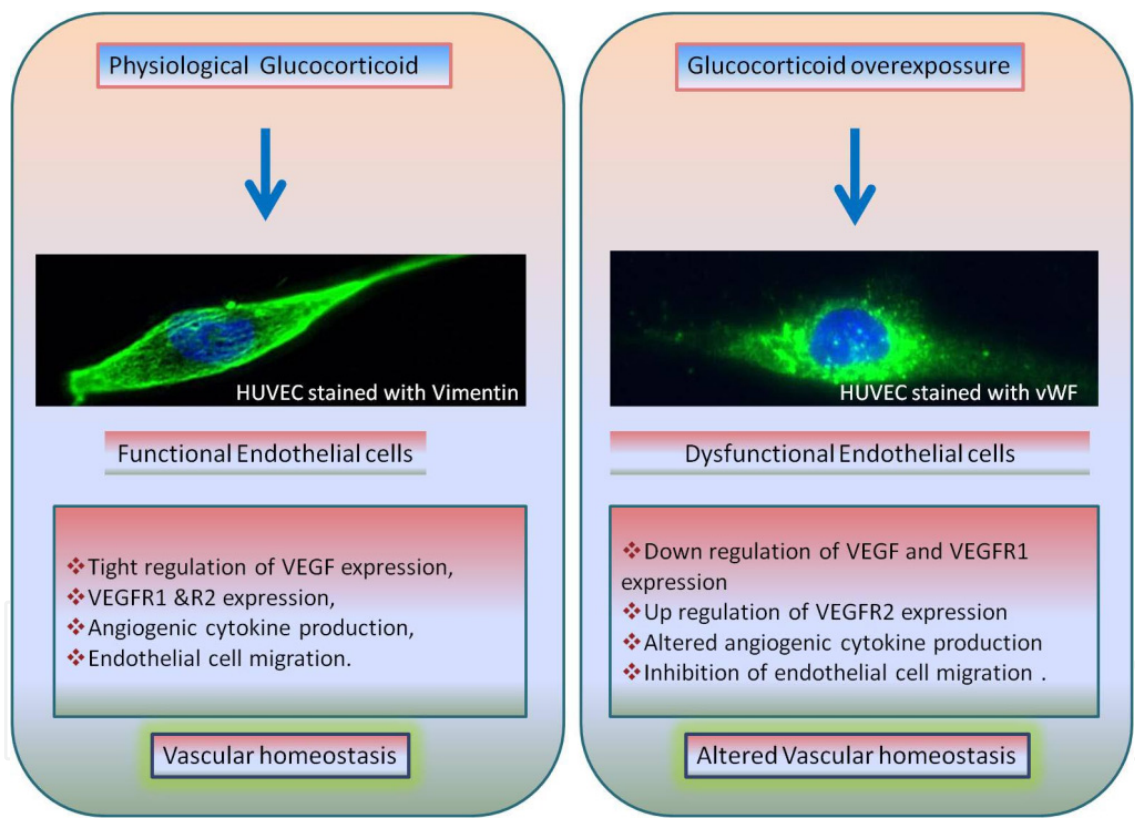 Physiological Glucocorticoid
HUVEC stained with Vimentin
Functional Endothelial cells
❖Tight regulation of VEGF expression,
❖VEGFR1 &R2 expression,
❖Angiogenic cytokine production,
❖Endothelial cell migration.
Vascular homeostasis
Glucocorticoid overexpossure
HUVEC stained with vWF
Dysfunctional Endothelial cells
❖Down regulation of VEGF and VEGFR1
expression
❖Up regulation of VEGFR2 expression
❖Altered angiogenic cytokine production
❖Inhibition of endothelial cell migration .
Altered Vascular homeostasis